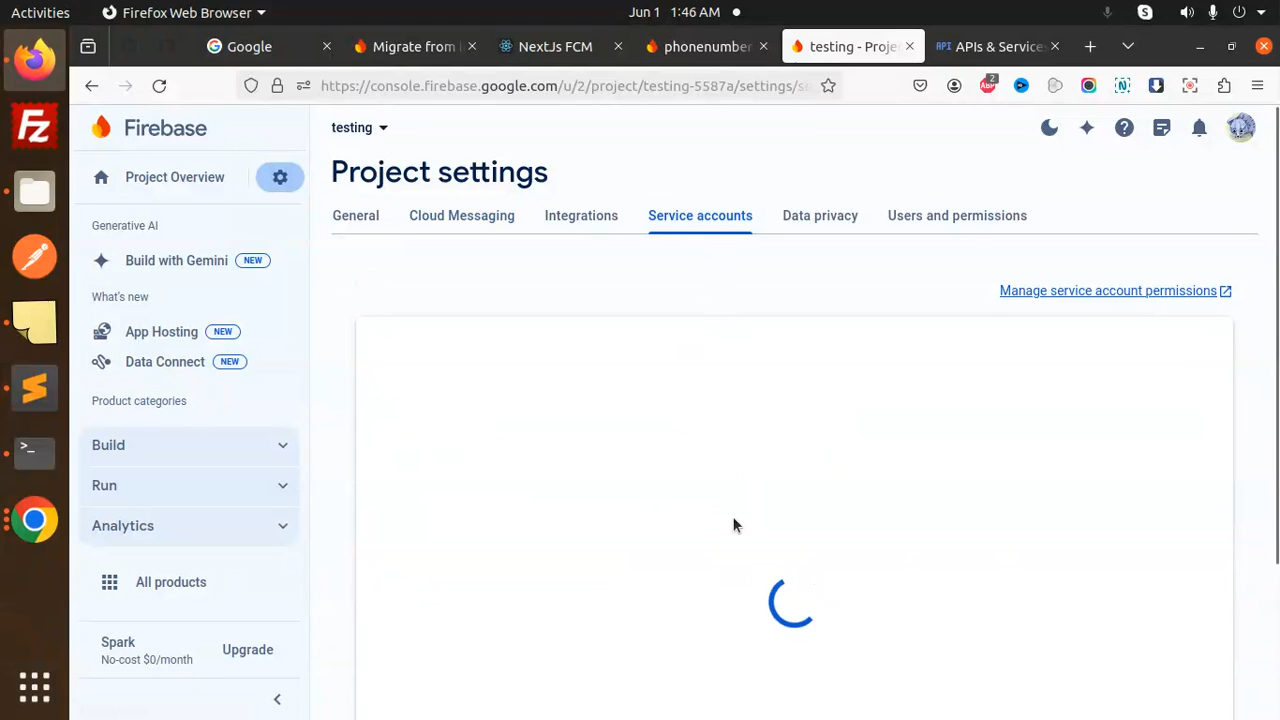 Activities
Firefox Web Browser
Jun 1 1:46 AM
Google
Migrate from
NextJs FCM
phonenumber
testing - Proje
API APIs & Service
https://console.firebase.google.com/u/2/project/testing-5587a/settings/
2
Firebase
testing
Project Overview
Project settings
General
Cloud Messaging
Integrations
Service accounts
Data privacy
Users and permissions
Generative AI
Build with Gemini NEW
Manage service account permissions
What's new
App Hosting NEW
Data Connect NEW
Product categories
Build
Run
Analytics
All products
Spark
No-cost $0/month
Upgrade